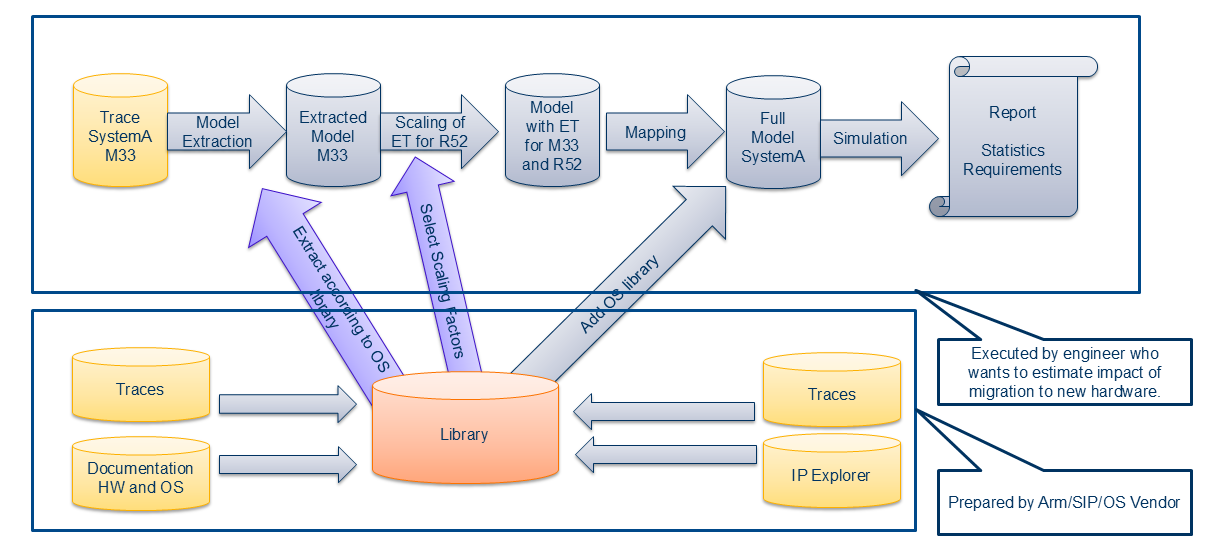 Trace
SystemA
M33
Model
Extraction
Extracted
Model
M33
Scaling of
ET for R52
Model
with ET
for M33
and R52
Mapping
Full
Model
SystemA
Simulation
Report
Statistics
Requirements
Extract according to OS
library
Select Scaling Factors
Add OS library
Executed by engineer who
wants to estimate impact of
migration to new hardware.
Traces
Documentation
HW and OS
Library
Traces
IP Explorer
Prepared by Arm/SIP/OS Vendor